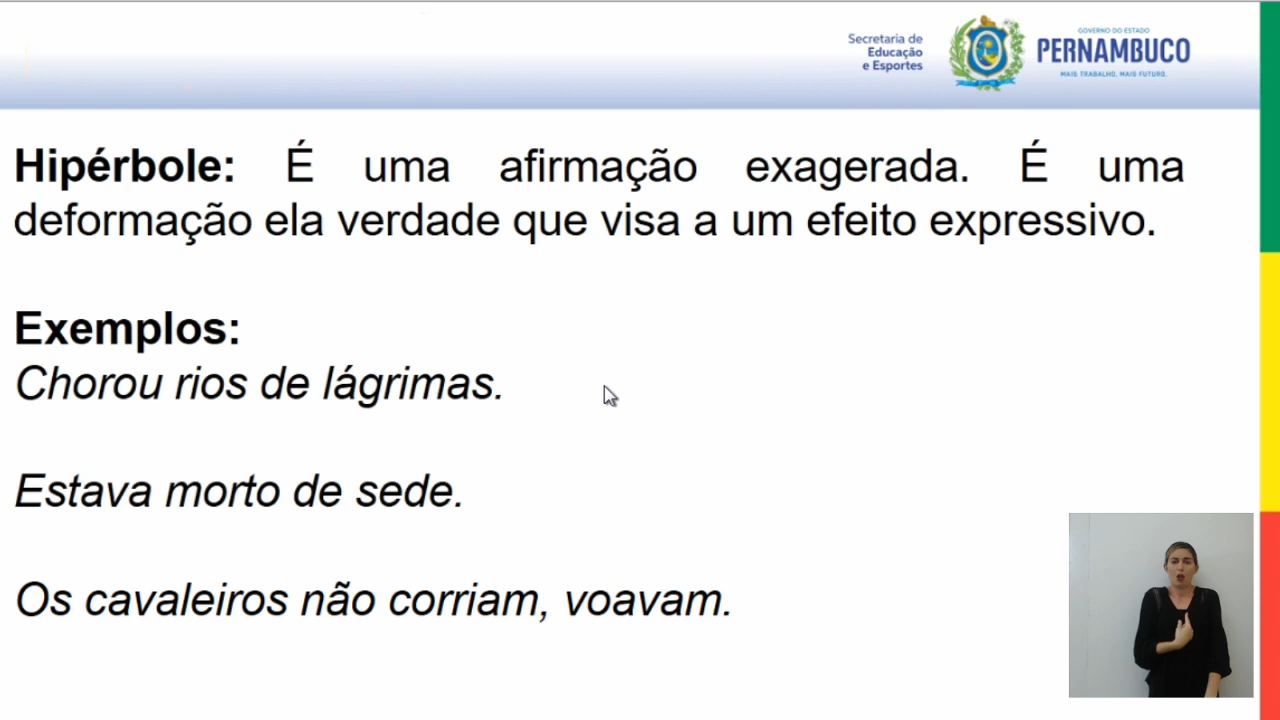 Secretaria de
Educação
e Esportes
GOVERNO DO ESTADO
PERNAMBUCO
MAIS TRABALHO, MAIS FUTURO.
Hipérbole: É uma afirmação exagerada. É uma
deformação ela verdade que visa a um efeito expressivo.
Exemplos:
Chorou rios de lágrimas.
Estava morto de sede.
Os cavaleiros não corriam, voavam.